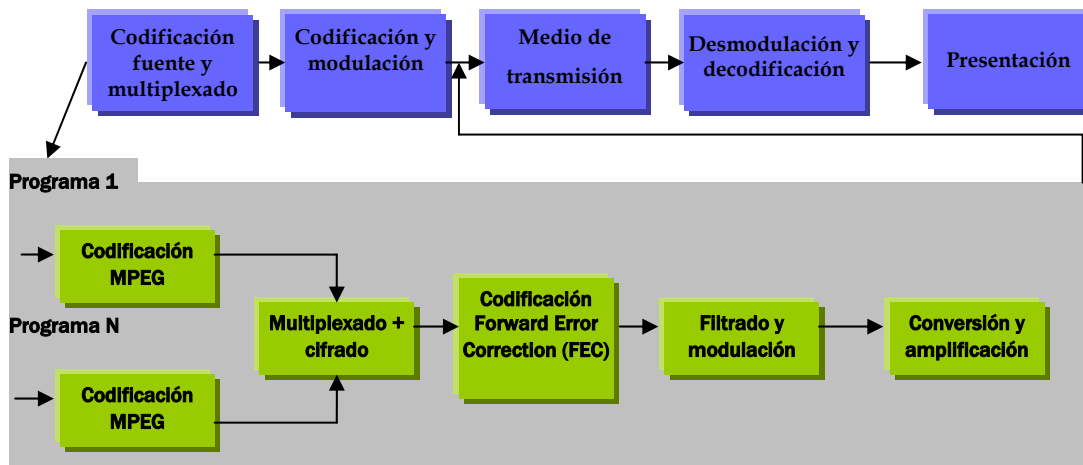 Codificación
fuente y
multiplexado
Codificación y
modulación
Medio de
transmisión
Desmodulación y
decodificación
Presentación
Programa 1
Codificación
MPEG
Programa N
Codificación
MPEG
Multiplexado +
cifrado
Codificación
Forward Error
Correction (FEC)
Filtrado y
modulación
Conversión y
amplificación